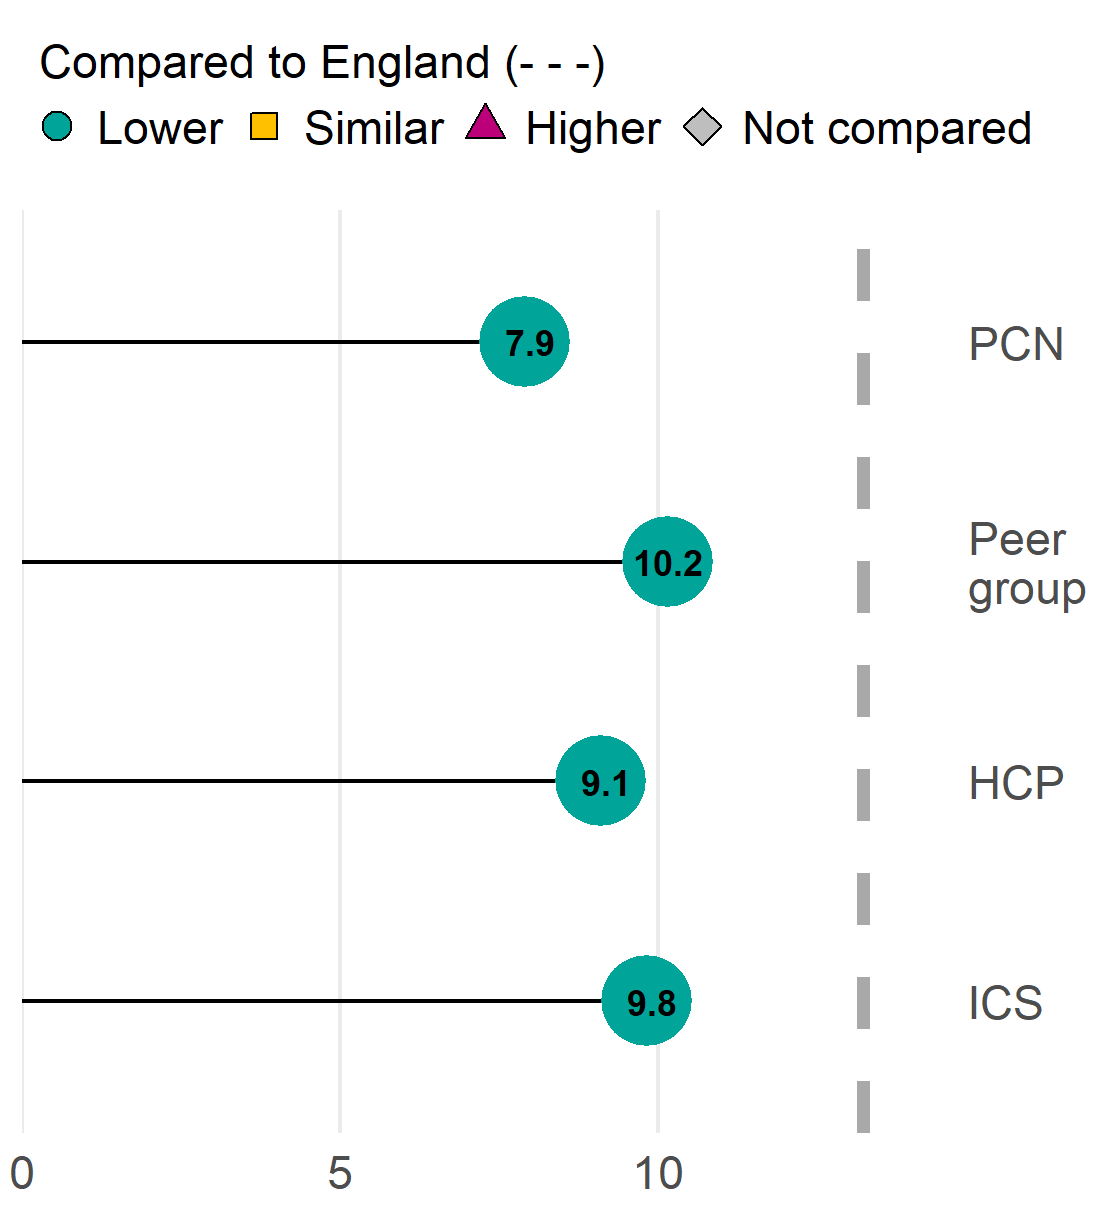 Compared to England (- - -)
Lower Similar Higher Not compared
7.9 PCN
10.2 Peer
group
9.1 HCP
9.8 ICS
0 5 10